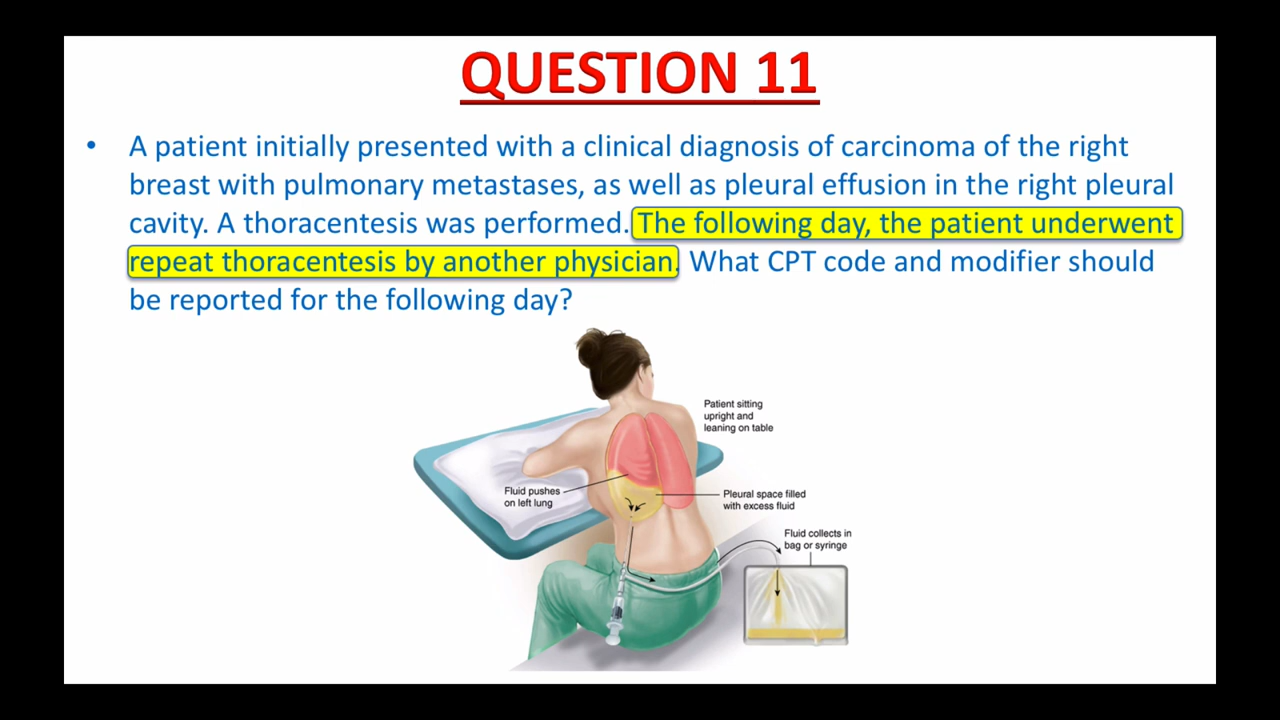 QUESTION 11
• A patient initially presented with a clinical diagnosis of carcinoma of the right
breast with pulmonary metastases, as well as pleural effusion in the right pleural
cavity. A thoracentesis was performed. The following day, the patient underwent
repeat thoracentesis by another physician. What CPT code and modifier should
be reported for the following day?
Patient sitting
upright and
leaning on table
Fluid pushes
on left lung
Pleural space filled
with excess fluid
Fluid collects in
bag or syringe